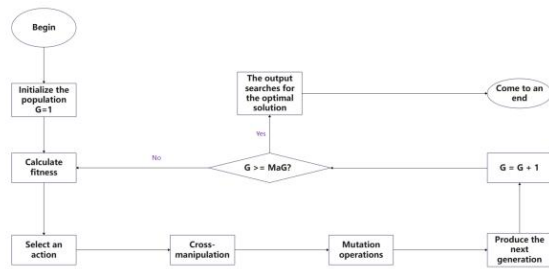 Begin
Initialize the
population
G=1
Calculate
fitness
Select an
action
Cross-
manipulation
Mutation
operations
Produce the
next
generation
G = G + 1
G >= MaG?
No
Yes
The output
searches for
the optimal
solution
Come to an
end